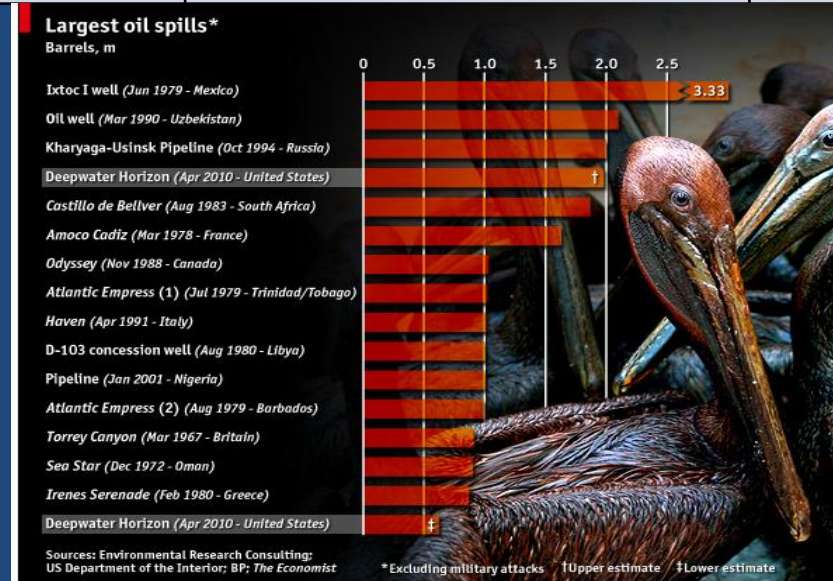 Largest oil spills*
Barrels, m
0 0.5 1.0 1.5 2.0 2.5
Ixtoc I well (Jun 1979 - Mexico)
3.33
Oil well (Mar 1990 - Uzbekistan)
Kharyaga-Usinsk Pipeline (Oct 1994 - Russia)
Deepwater Horizon (Apr 2010 - United States) †
Castillo de Bellver (Aug 1983 - South Africa)
Amoco Cadiz (Mar 1978 - France)
Odyssey (Nov 1988 - Canada)
Atlantic Empress (1) (Jul 1979 - Trinidad/Tobago)
Haven (Apr 1991 - Italy)
D-103 concession well (Aug 1980 - Libya)
Pipeline (Jan 2001 - Nigeria)
Atlantic Empress (2) (Aug 1979 - Barbados)
Torrey Canyon (Mar 1967 - Britain)
Sea Star (Dec 1972 - Oman)
Irenes Serenade (Feb 1980 - Greece)
Deepwater Horizon (Apr 2010 - United States) ‡
Sources: Environmental Research Consulting;
US Department of the Interior; BP; The Economist
*Excluding military attacks †Upper estimate ‡Lower estimate